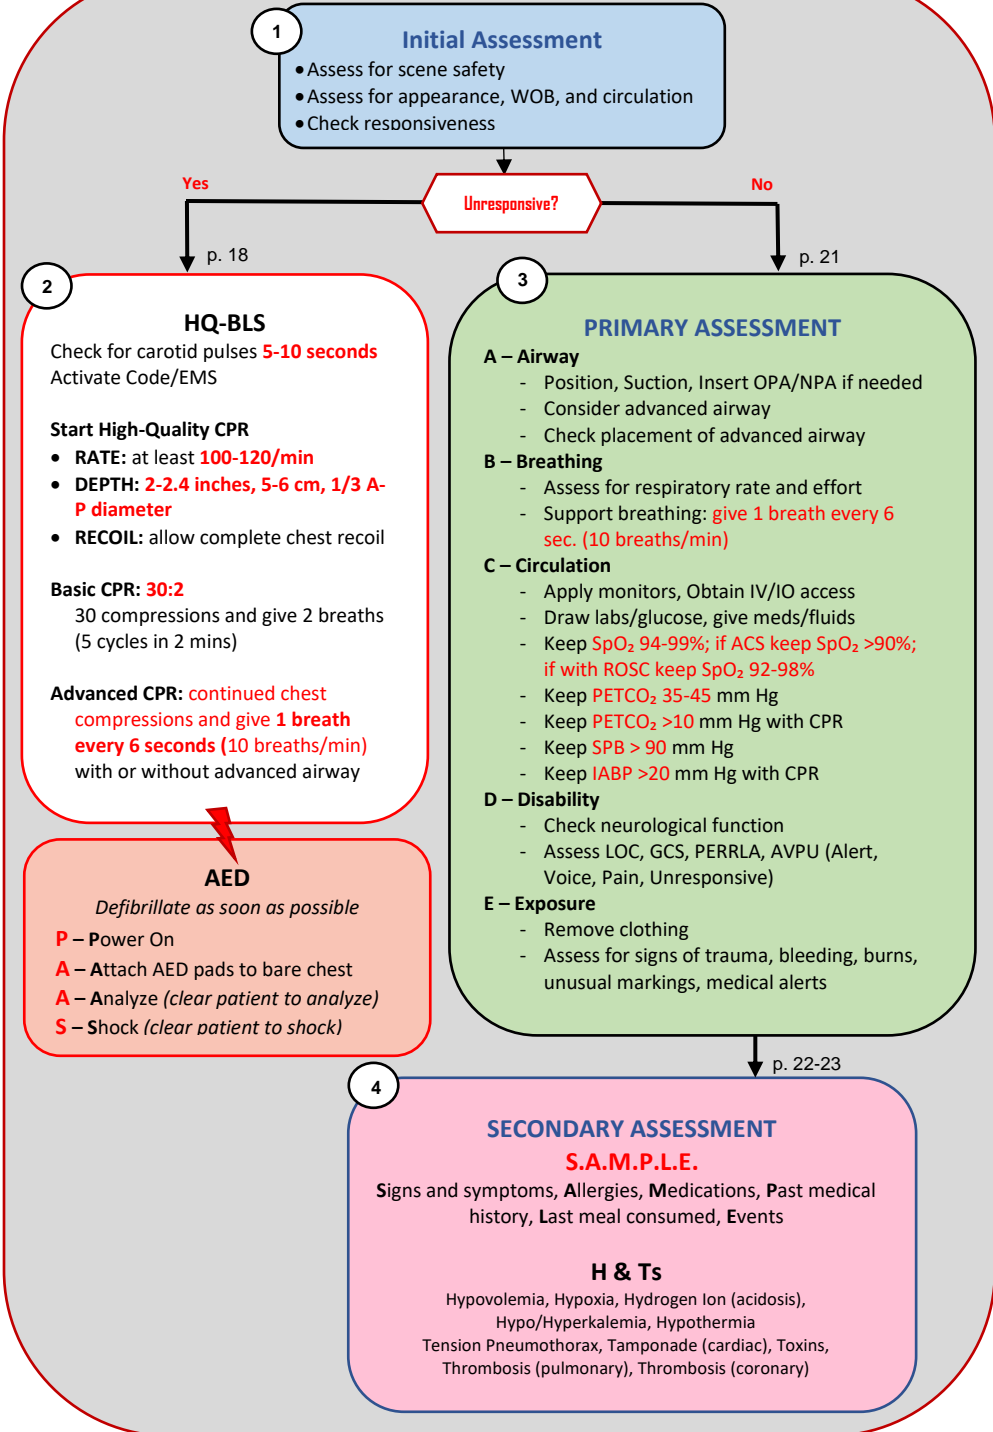 1
Initial Assessment
• Assess for scene safety
• Assess for appearance, WOB, and circulation
• Check responsiveness
Yes
Unresponsive?
No
p. 18
p. 21
2
HQ-BLS
Check for carotid pulses 5-10 seconds
Activate Code/EMS
Start High-Quality CPR
• RATE: at least 100-120/min
• DEPTH: 2-2.4 inches, 5-6 cm, 1/3 A-
P diameter
• RECOIL: allow complete chest recoil
Basic CPR: 30:2
30 compressions and give 2 breaths
(5 cycles in 2 mins)
Advanced CPR: continued chest
compressions and give 1 breath
every 6 seconds (10 breaths/min)
with or without advanced airway
AED
Defibrillate as soon as possible
P – Power On
A – Attach AED pads to bare chest
A – Analyze (clear patient to analyze)
S – Shock (clear patient to shock)
3
PRIMARY ASSESSMENT
A – Airway
- Position, Suction, Insert OPA/NPA if needed
- Consider advanced airway
- Check placement of advanced airway
B – Breathing
- Assess for respiratory rate and effort
- Support breathing: give 1 breath every 6
sec. (10 breaths/min)
C – Circulation
- Apply monitors, Obtain IV/IO access
- Draw labs/glucose, give meds/fluids
- Keep SpO₂ 94-99%; if ACS keep SpO₂ >90%;
if with ROSC keep SpO₂ 92-98%
- Keep PETCO₂ 35-45 mm Hg
- Keep PETCO₂ >10 mm Hg with CPR
- Keep SPB > 90 mm Hg
- Keep IABP >20 mm Hg with CPR
D – Disability
- Check neurological function
- Assess LOC, GCS, PERRLA, AVPU (Alert,
Voice, Pain, Unresponsive)
E – Exposure
- Remove clothing
- Assess for signs of trauma, bleeding, burns,
unusual markings, medical alerts
p. 22-23
4
SECONDARY ASSESSMENT
S.A.M.P.L.E.
Signs and symptoms, Allergies, Medications, Past medical
history, Last meal consumed, Events
H & Ts
Hypovolemia, Hypoxia, Hydrogen Ion (acidosis),
Hypo/Hyperkalemia, Hypothermia
Tension Pneumothorax, Tamponade (cardiac), Toxins,
Thrombosis (pulmonary), Thrombosis (coronary)